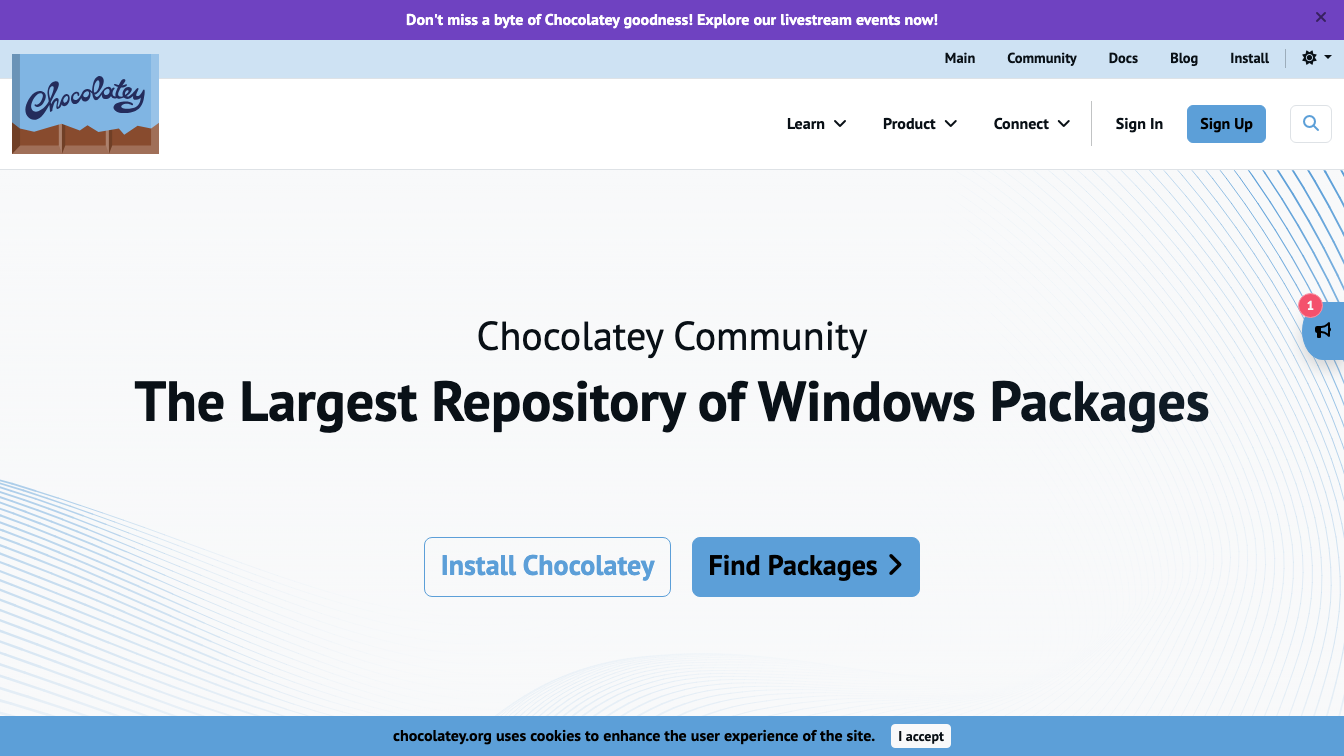 Don't miss a byte of Chocolatey goodness! Explore our livestream events now!
Main Community Docs Blog Install
Chocolatey
Learn Product Connect Sign In Sign Up
1
Chocolatey Community
The Largest Repository of Windows Packages
Install Chocolatey Find Packages
chocolatey.org uses cookies to enhance the user experience of the site. I accept